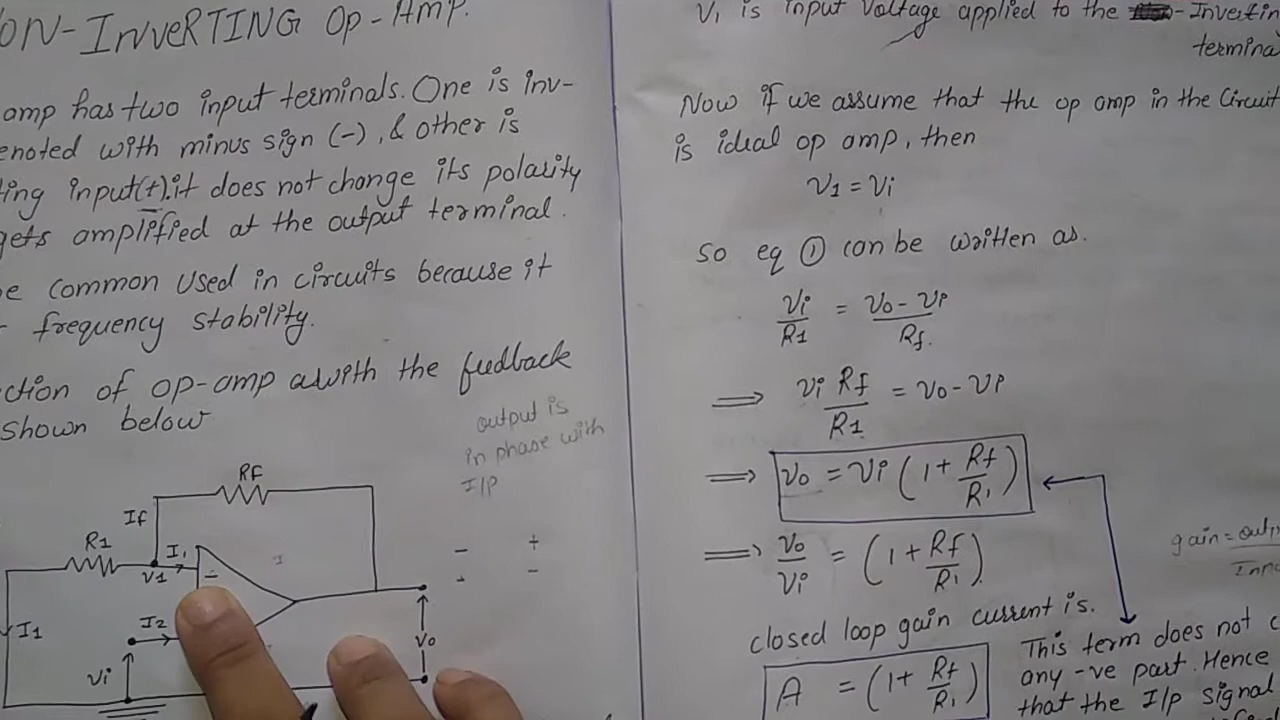 ON-INVERTING Op-AMP.
amp has two input terminals. One is inv-
enoted with minus sign (-), & other is
ting input(+). it does not change its polarity
gets amplified at the output terminal.
e common used in circuits because it
frequency stability.
ction of op-amp awith the feedback
shown below
output is
in phase with
I/P
RF
If
R1
I1
V1
-
I2
I1
Vi
Vo
- +
+ -
V1 is input voltage applied to the -Invertin
termina
Now if we assume that the op amp in the circuit
is ideal op amp, then
V1 = Vi
so eq ① can be written as.
Vi/R1 = Vo - Vi/Rf.
⇒ Vi Rf/R1 = Vo - Vi
⇒ Vo = Vi (1 + Rf/R1)
⇒ Vo/Vi = (1 + Rf/R1)
gain = outp
Inp
closed loop gain current is.
A = (1 + Rf/R1)
This term does not c
any -ve part. Hence
that the I/p signal